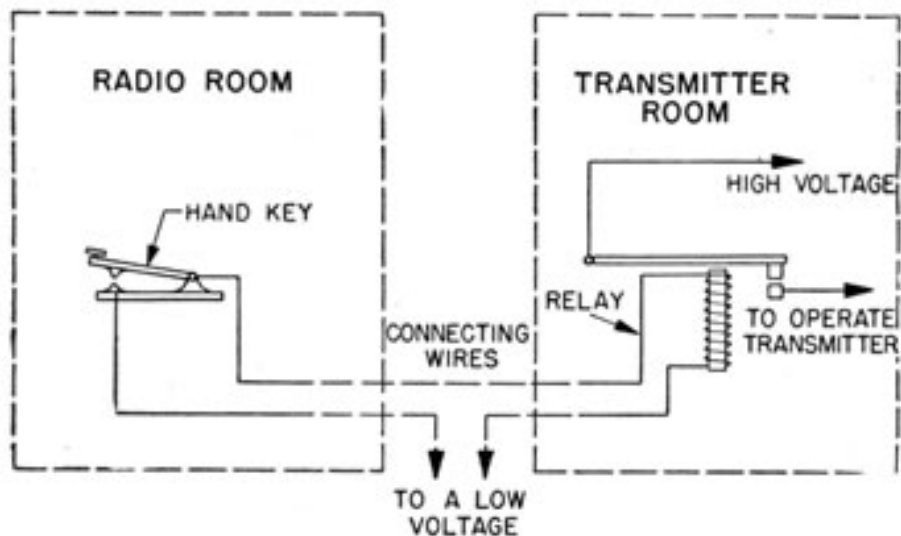 RADIO ROOM
TRANSMITTER
ROOM
HIGH VOLTAGE
HAND KEY
RELAY
TO OPERATE
TRANSMITTER
CONNECTING
WIRES
TO A LOW
VOLTAGE